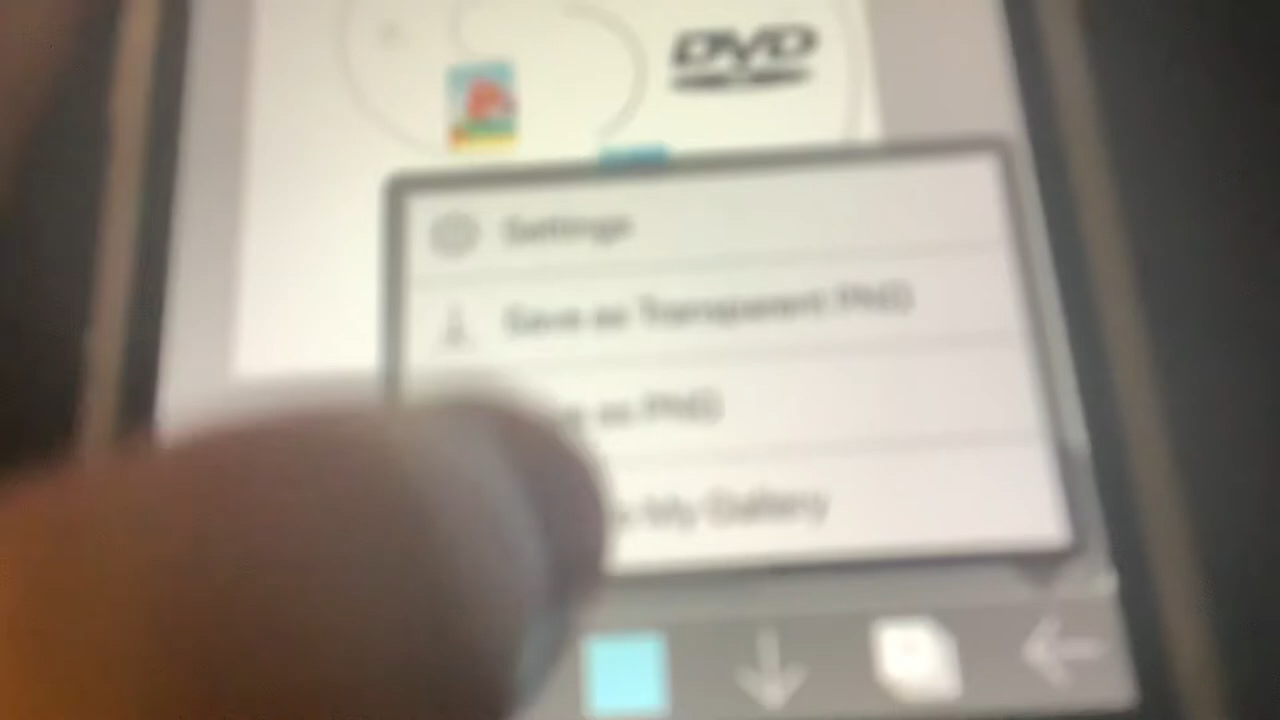 DVD
Settings
Save as Transparent PNG
as PNG
My Gallery